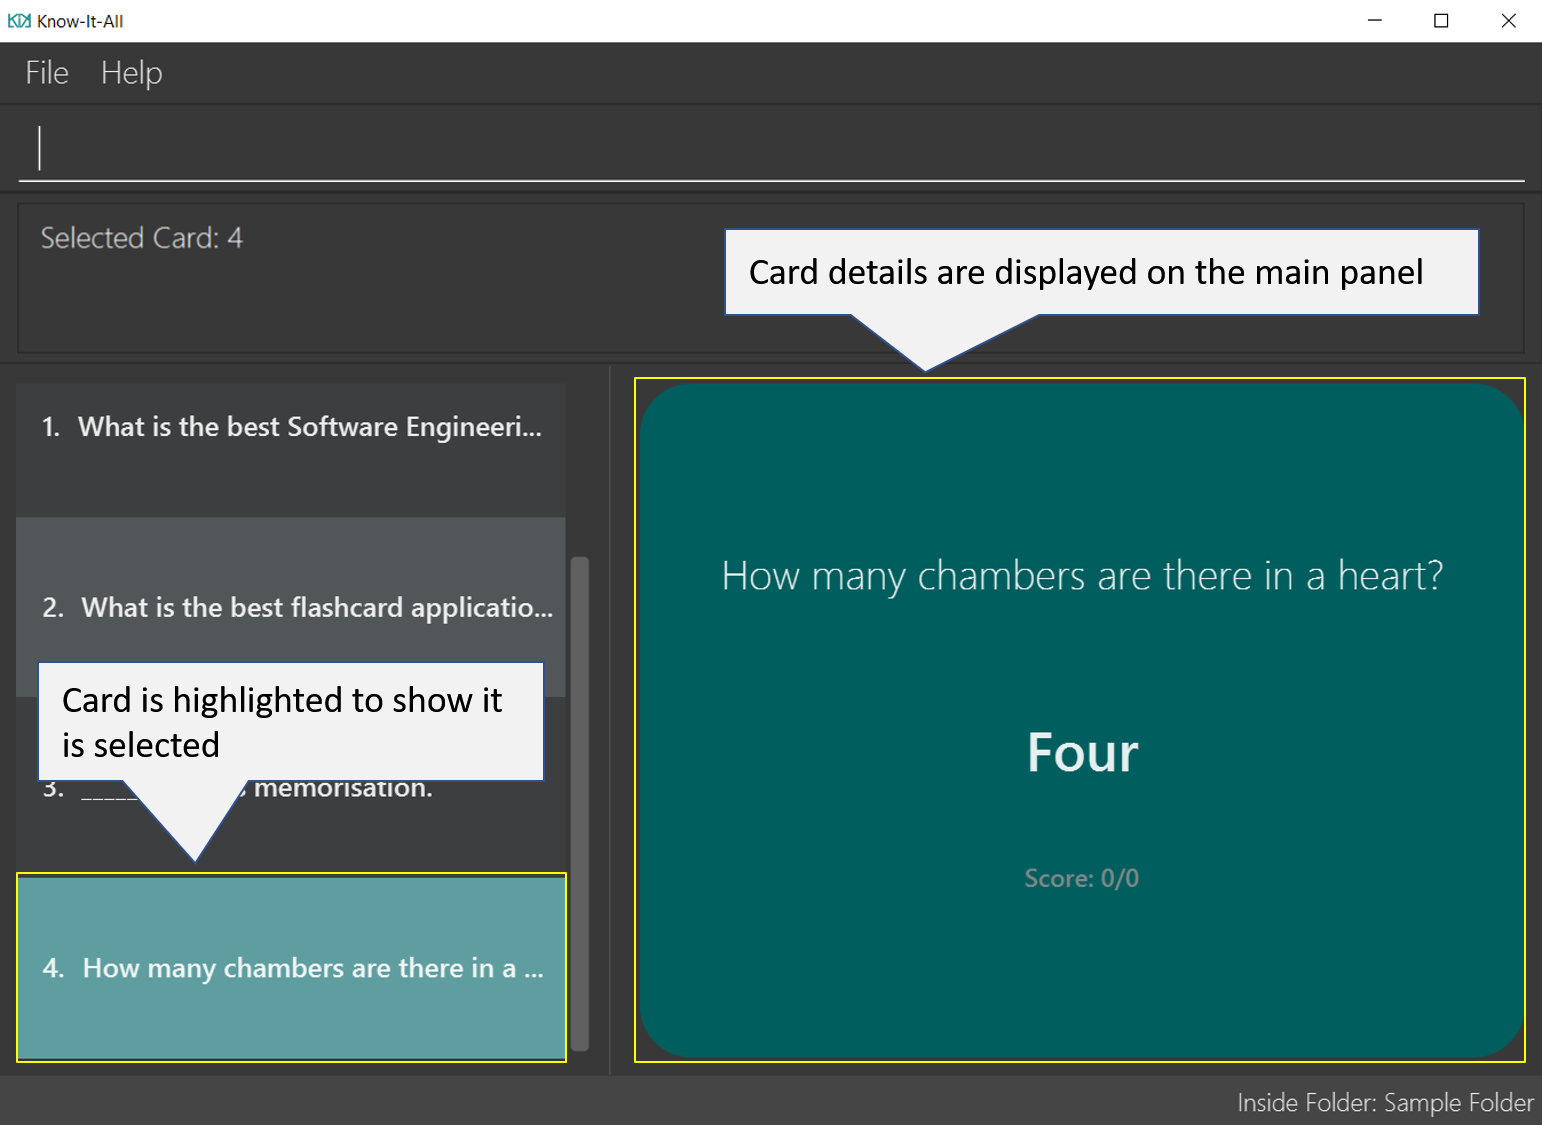 Know-It-All
File Help
Selected Card: 4
Card details are displayed on the main panel
1. What is the best Software Engineeri...
2. What is the best flashcard applicatio...
Card is highlighted to show it
is selected
3. _____ memorisation.
4. How many chambers are there in a ...
How many chambers are there in a heart?
Four
Score: 0/0
Inside Folder: Sample Folder